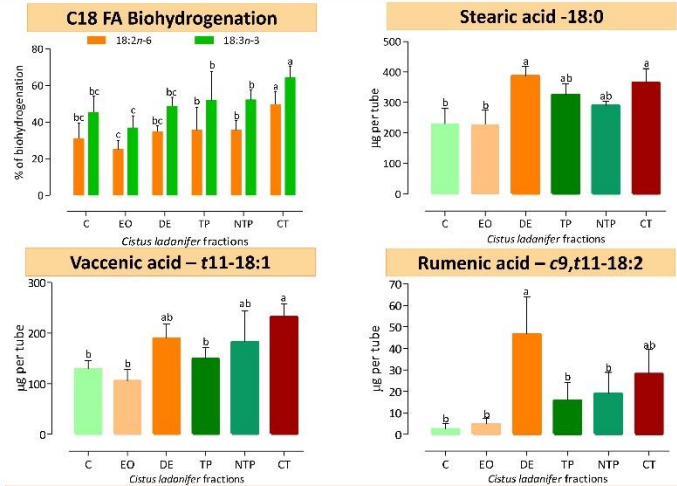 C18 FA Biohydrogenation
18:2n-6 18:3n-3
% of biohydrogenation
80
60
40
20
0
bc b c b bc bc b b b b a a
C EO DE TP NTP CT
Cistus ladanifer fractions
Stearic acid -18:0
µg per tube
500
400
300
200
100
0
b b a ab ab a
C EO DE TP NTP CT
Cistus ladanifer fractions
Vaccenic acid – t11-18:1
µg per tube
300
200
100
0
b b ab b ab a
C EO DE TP NTP CT
Cistus ladanifer fractions
Rumenic acid – c9,t11-18:2
µg per tube
70
60
50
40
30
20
10
0
b b a b b ab
C EO DE TP NTP CT
Cistus ladanifer fractions